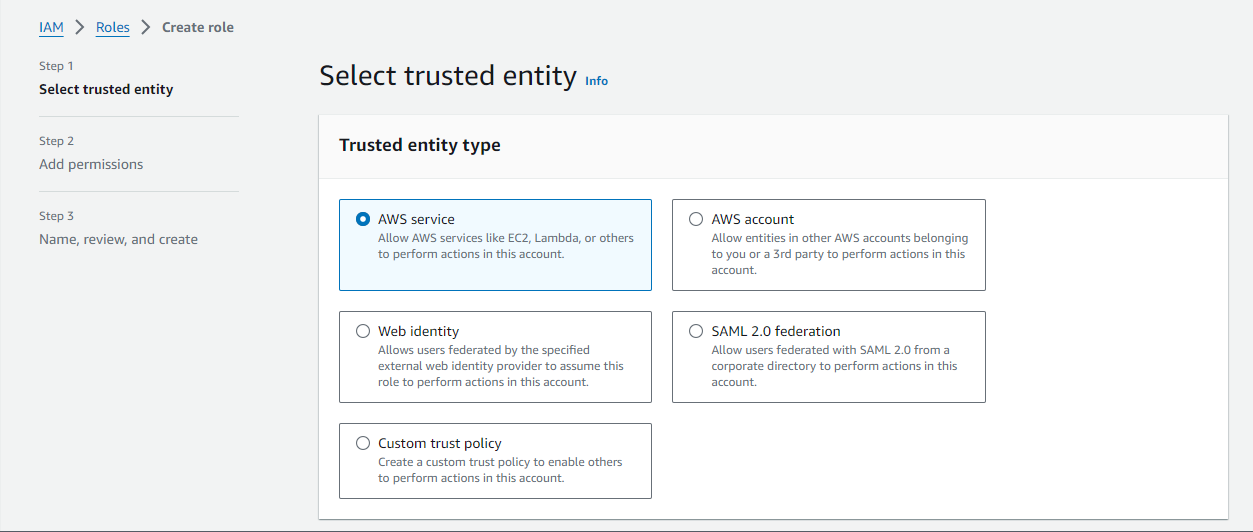 IAM > Roles > Create role
Step 1
Select trusted entity
Step 2
Add permissions
Step 3
Name, review, and create
Select trusted entity Info
Trusted entity type
AWS service
Allow AWS services like EC2, Lambda, or others
to perform actions in this account.
AWS account
Allow entities in other AWS accounts belonging
to you or a 3rd party to perform actions in this
account.
Web identity
Allows users federated by the specified
external web identity provider to assume this
role to perform actions in this account.
SAML 2.0 federation
Allow users federated with SAML 2.0 from a
corporate directory to perform actions in this
account.
Custom trust policy
Create a custom trust policy to enable others
to perform actions in this account.